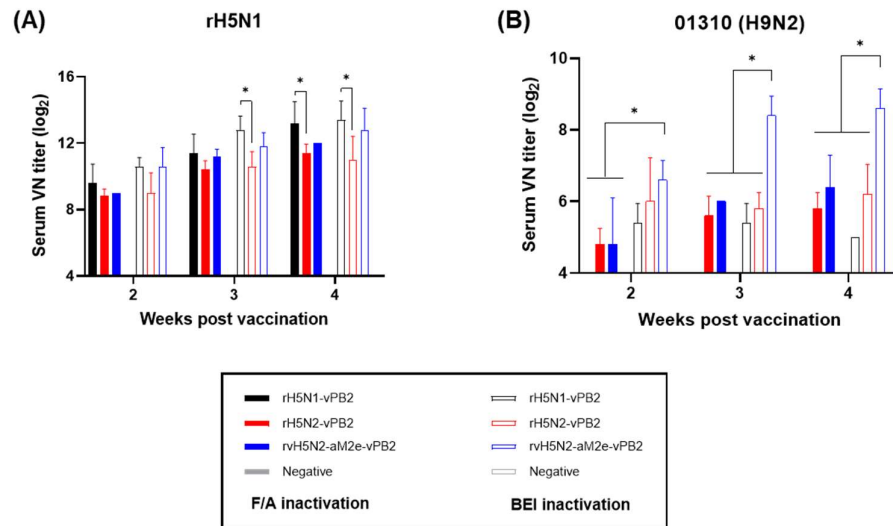 (A)
rH5N1
Serum VN titer (log2)
16
12
10
4
*
*
*
2
3
4
Weeks post vaccination
(B)
01310 (H9N2)
Serum VN titer (log2)
10
8
6
4
*
*
*
2
3
4
Weeks post vaccination
rH5N1-vPB2
rH5N2-vPB2
rvH5N2-aM2e-vPB2
Negative
F/A inactivation
rH5N1-vPB2
rH5N2-vPB2
rvH5N2-aM2e-vPB2
Negative
BEI inactivation